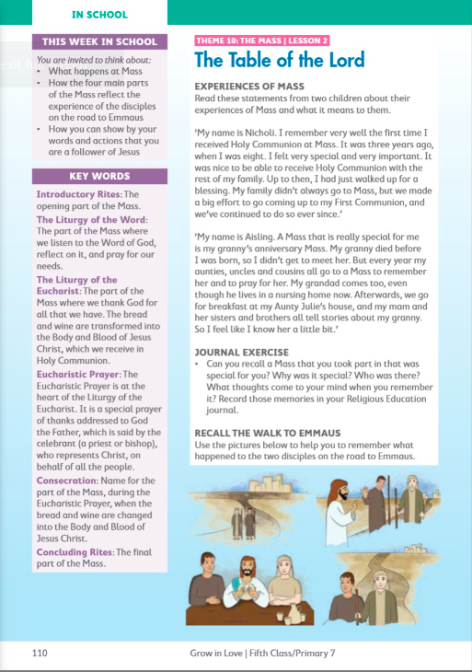 IN SCHOOL
THIS WEEK IN SCHOOL
You are invited to think about:
• What happens at Mass
• How the four main parts
of the Mass reflect the
experience of the disciples
on the road to Emmaus
• How you can show by your
words and actions that you
are a follower of Jesus
KEY WORDS
Introductory Rites: The
opening part of the Mass.
The Liturgy of the Word:
The part of the Mass where
we listen to the Word of God,
reflect on it, and pray for our
needs.
The Liturgy of the
Eucharist: The part of the
Mass where we thank God for
all that we have. The bread
and wine are transformed into
the Body and Blood of Jesus
Christ, which we receive in
Holy Communion.
Eucharistic Prayer: The
Eucharistic Prayer is at the
heart of the Liturgy of the
Eucharist. It is a special prayer
of thanks addressed to God
the Father, which is said by the
celebrant (a priest or bishop),
who represents Christ, on
behalf of all the people.
Consecration: Name for the
part of the Mass, during the
Eucharistic Prayer, when the
bread and wine are changed
into the Body and Blood of
Jesus Christ.
Concluding Rites: The final
part of the Mass.
THEME 10: THE MASS | LESSON 2
The Table of the Lord
EXPERIENCES OF MASS
Read these statements from two children about their
experiences of Mass and what it means to them.
'My name is Nicholi. I remember very well the first time I
received Holy Communion at Mass. It was three years ago,
when I was eight. I felt very special and very important. It
was nice to be able to receive Holy Communion with the
rest of my family. Up to then, I had just walked up for a
blessing. My family didn't always go to Mass, but we made
a big effort to go coming up to my First Communion, and
we've continued to do so ever since.'
'My name is Aisling. A Mass that is really special for me
is my granny's anniversary Mass. My granny died before
I was born, so I didn't get to meet her. But every year my
aunties, uncles and cousins all go to a Mass to remember
her and to pray for her. My grandad comes too, even
though he lives in a nursing home now. Afterwards, we go
for breakfast at my Aunty Julie's house, and my mam and
her sisters and brothers all tell stories about my granny.
So I feel like I know her a little bit.'
JOURNAL EXERCISE
• Can you recall a Mass that you took part in that was
special for you? Why was it special? Who was there?
What thoughts come to your mind when you remember
it? Record those memories in your Religious Education
journal.
RECALL THE WALK TO EMMAUS
Use the pictures below to help you to remember what
happened to the two disciples on the road to Emmaus.
110
Grow in Love | Fifth Class/Primary 7